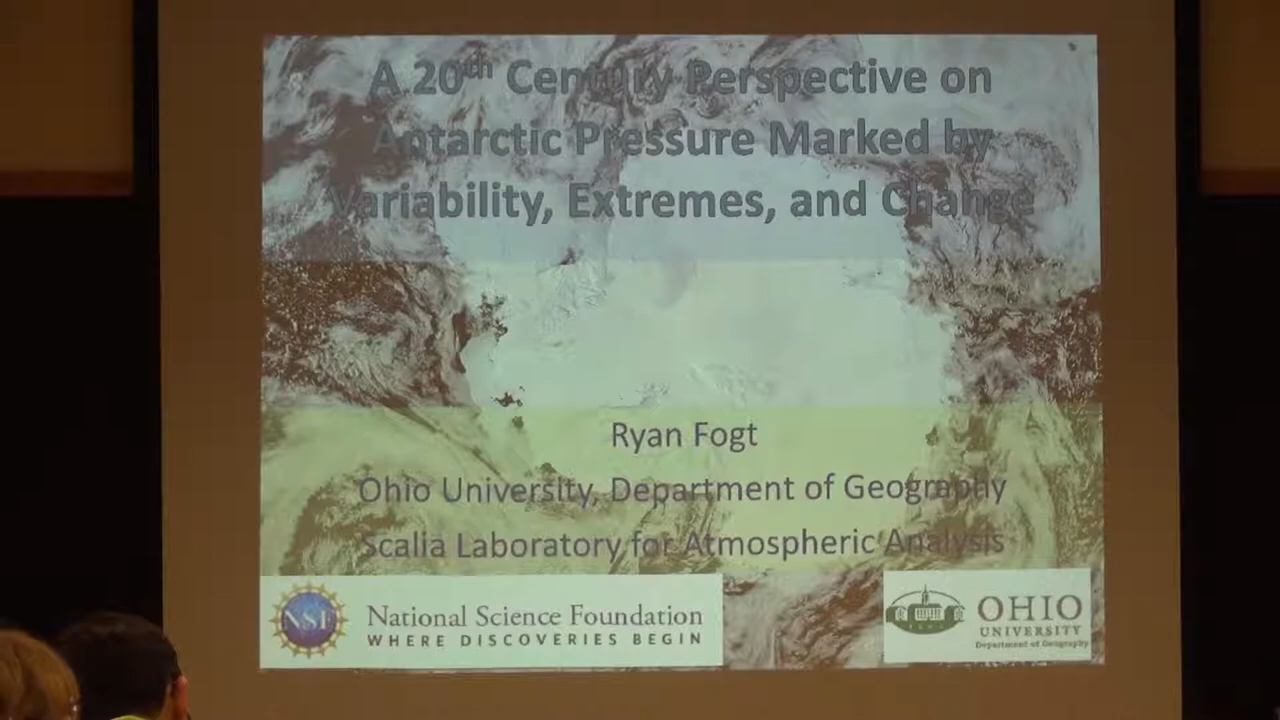 A 20th Century Perspective on
Antarctic Pressure Marked by
Variability, Extremes, and Change
Ryan Fogt
Ohio University, Department of Geography
Scalia Laboratory for Atmospheric Analysis
NSF
National Science Foundation
WHERE DISCOVERIES BEGIN
OHIO
UNIVERSITY
Department of Geography